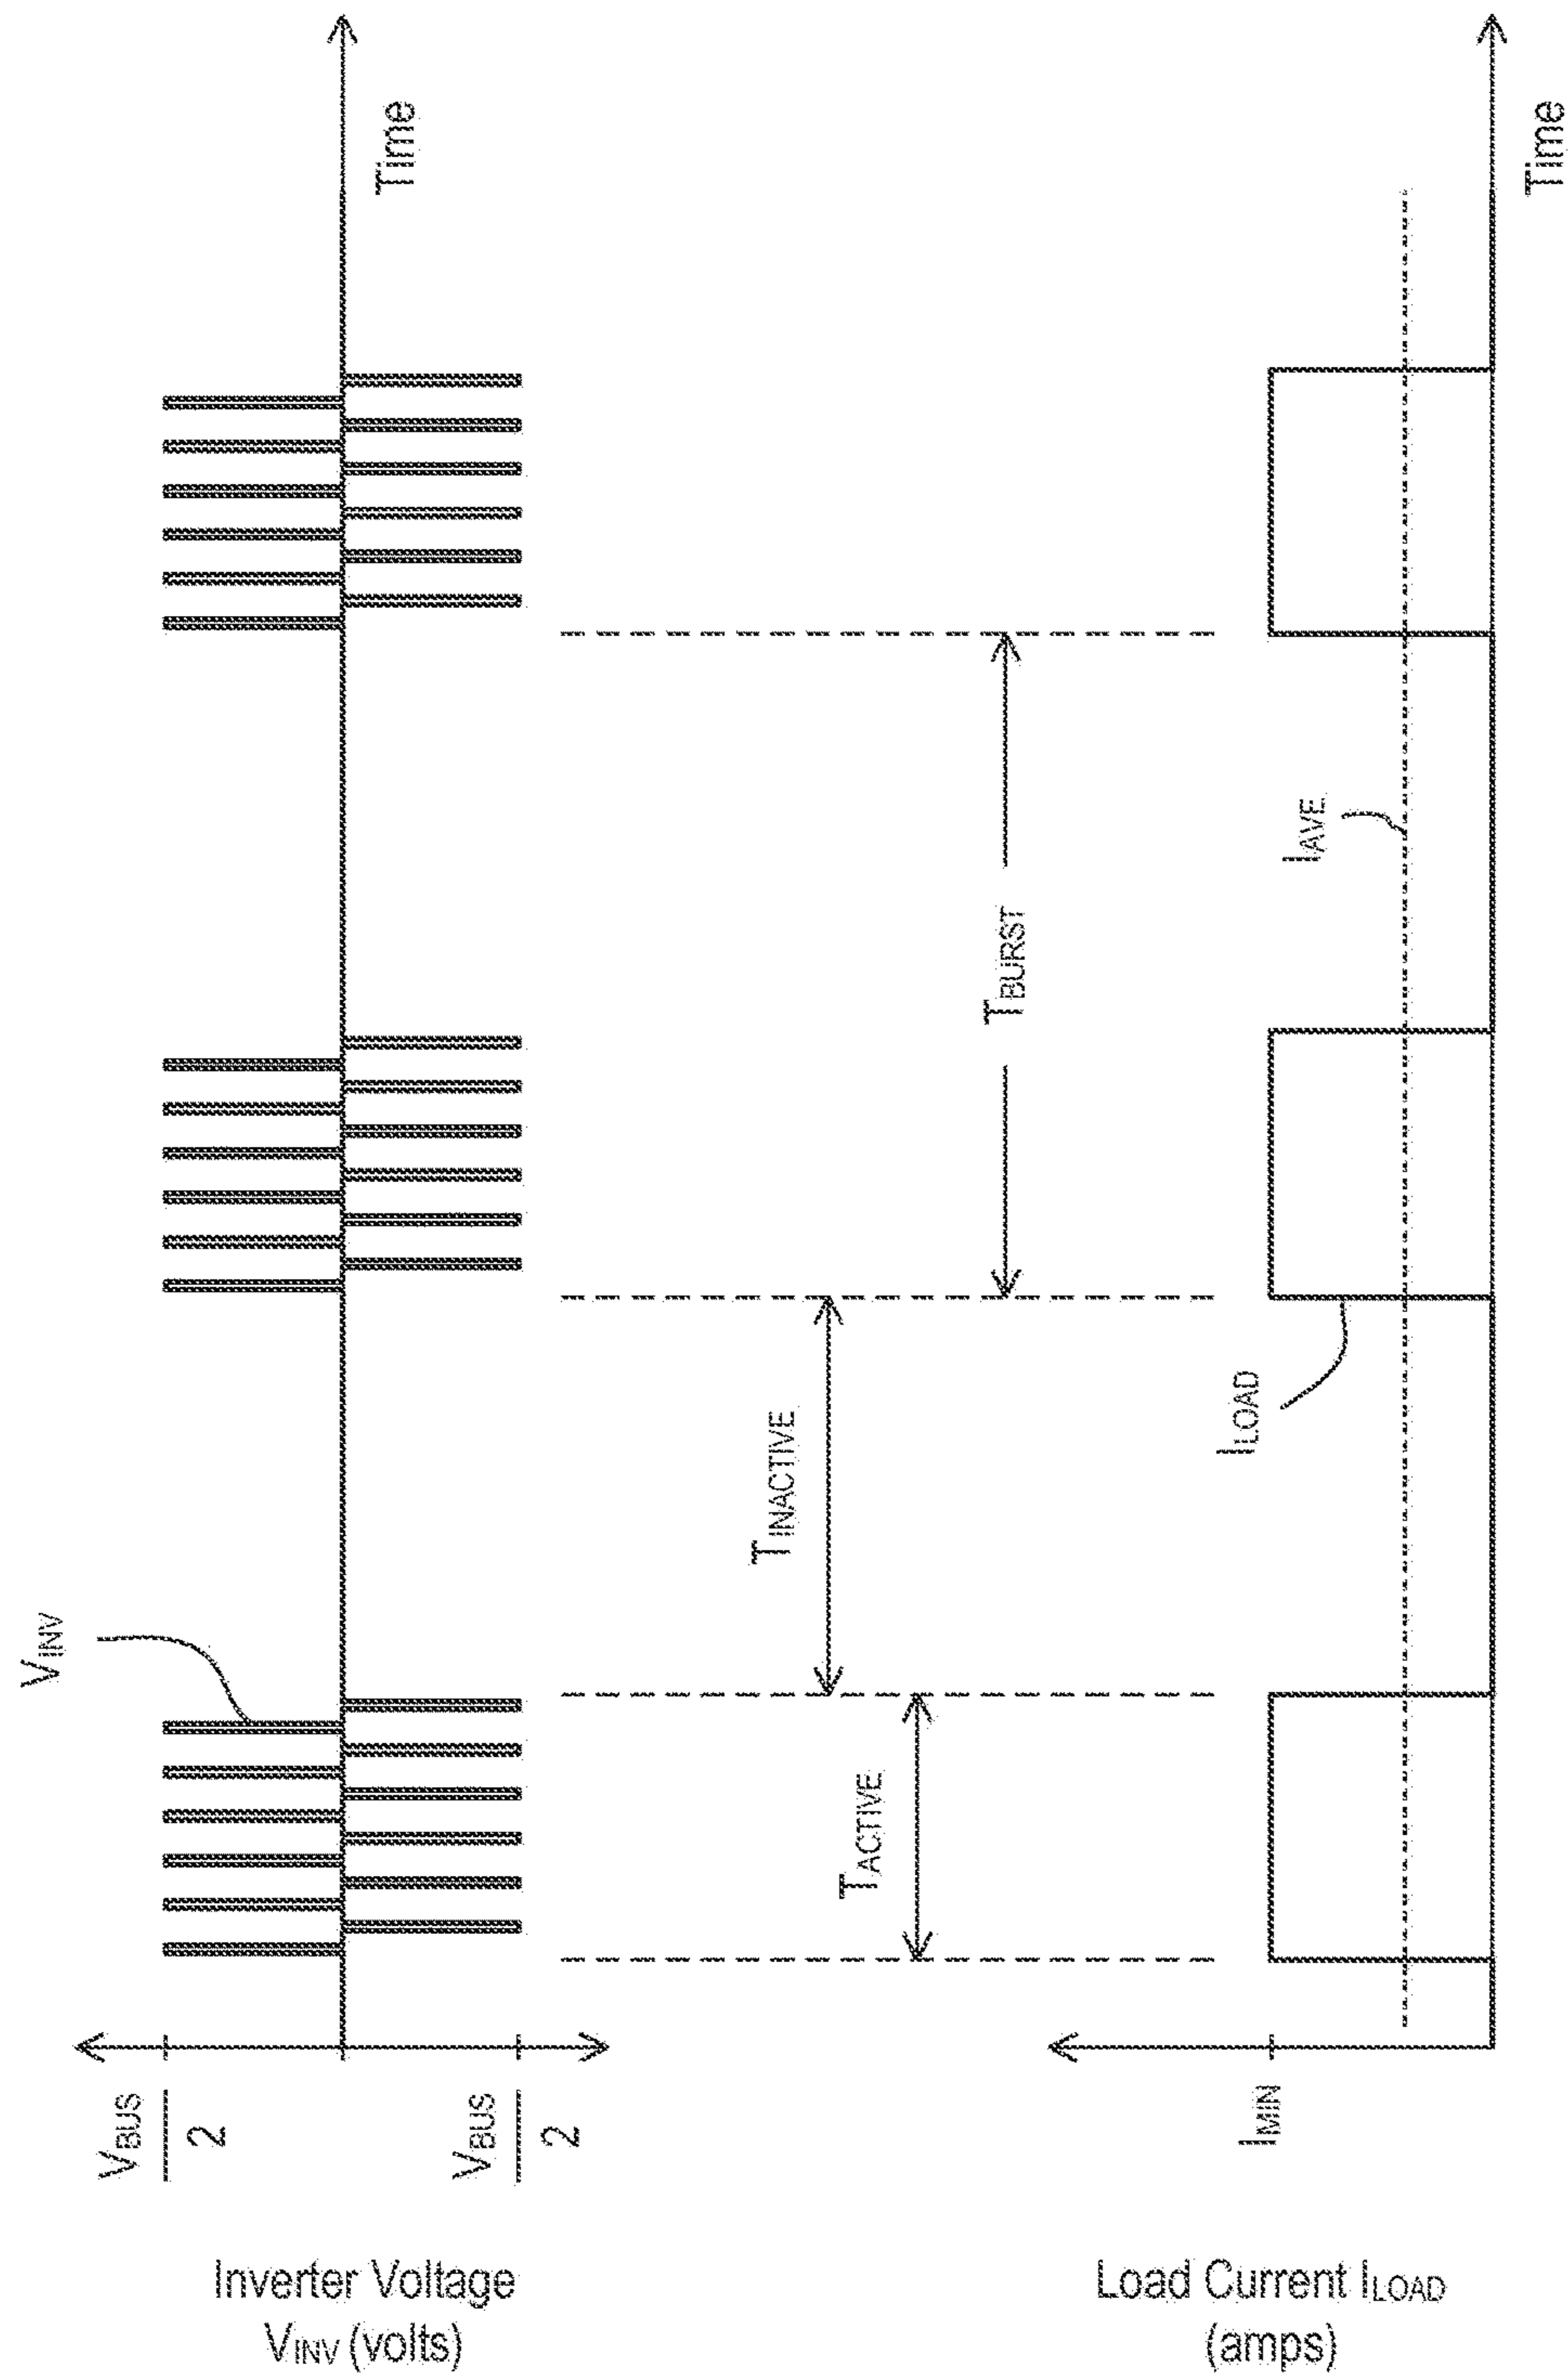 Inverter Voltage
VINV (volts)
VBUS
2
VBUS
2
VINV
Time
TACTIVE
TINACTIVE
TBURST
Load Current ILOAD
(amps)
IMIN
ILOAD
IAVE
Time